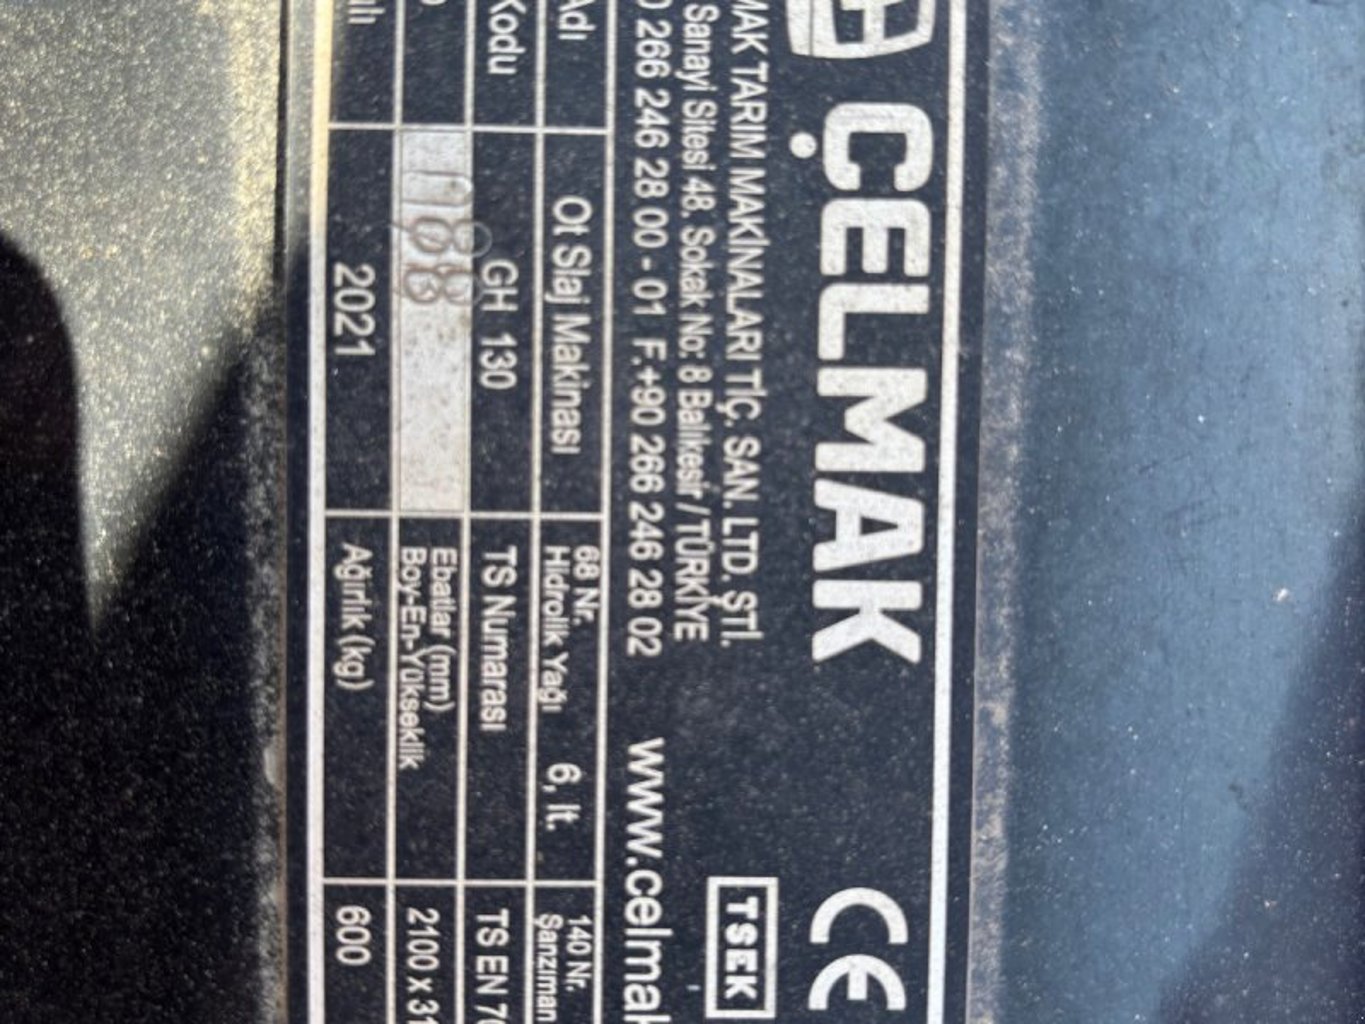 ÇELMAK
CE
MAK TARIM MAKİNALARI TİÇ. SAN. LTD. ŞTİ.
TSEK
Sanayi Sitesi 48. Sokak No: 8 Balıkesir / TÜRKİYE
266 246 28 00 - 01 F.+90 266 246 28 02 www.celmak
Adı Ot Slaj Makinası 68 Nr. Hidrolik Yağı 6, lt. 140 Nr. Şanzıman
Kodu GH 130 TS Numarası TS EN
Ebatlar (mm) Boy-En-Yükseklik 2100 x 31
2021 Ağırlık (kg) 600